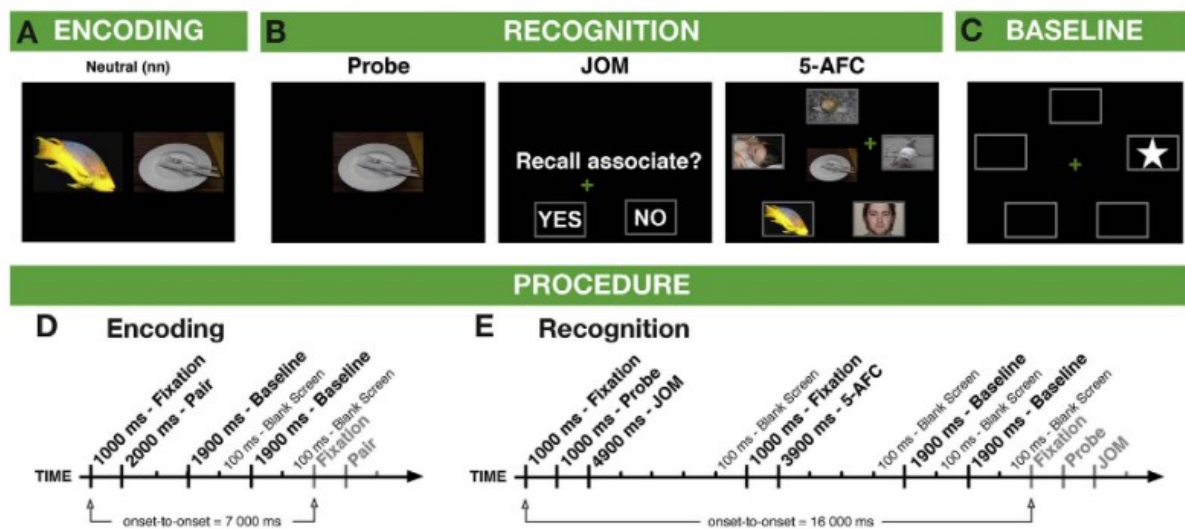 A ENCODING
B RECOGNITION
C BASELINE
Neutral (nn)
Probe
JOM
5-AFC
Recall associate?
YES
NO
PROCEDURE
D Encoding
1000 ms - Fixation
2000 ms - Pair
1900 ms - Baseline
100 ms - Blank Screen
1900 ms - Baseline
100 ms - Blank Screen
Fixation
Pair
TIME
onset-to-onset = 7 000 ms
E Recognition
1000 ms - Fixation
1000 ms - Probe
4900 ms - JOM
100 ms - Blank Screen
1000 ms - Fixation
3900 ms - 5-AFC
100 ms - Blank Screen
1900 ms - Baseline
100 ms - Blank Screen
1900 ms - Baseline
100 ms - Blank Screen
Fixation
Probe
JOM
TIME
onset-to-onset = 16 000 ms